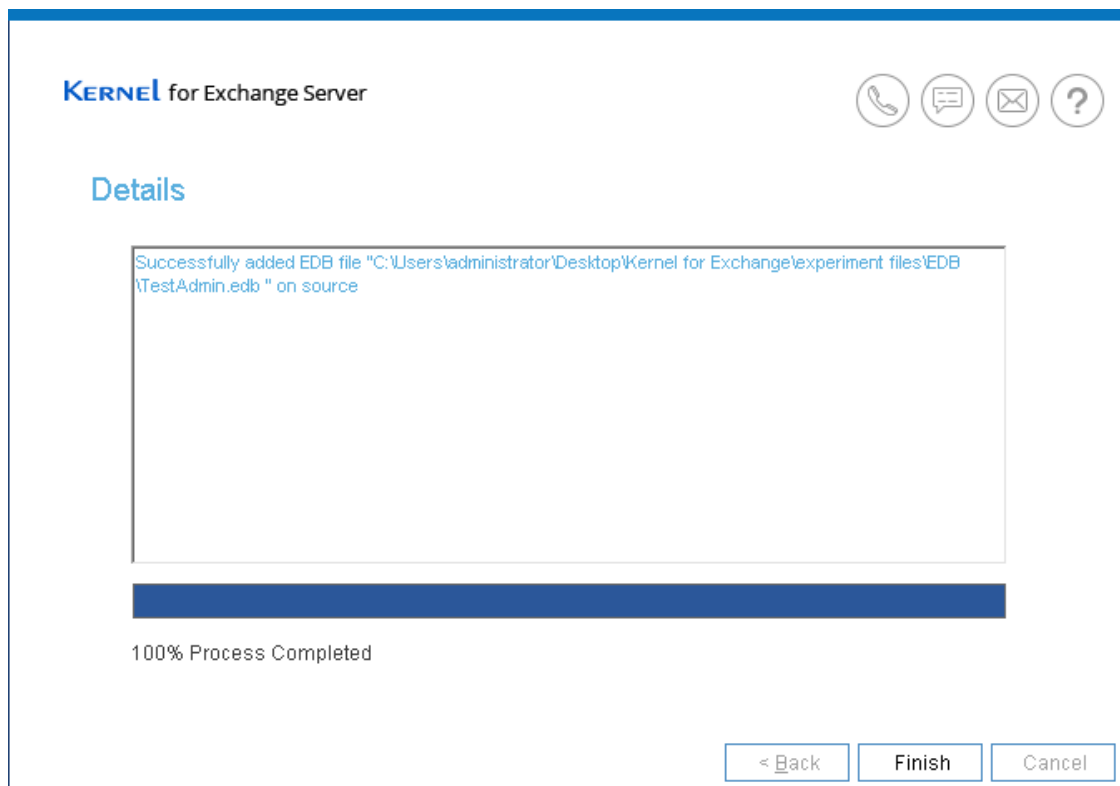 KERNEL for Exchange Server
?
Details
Successfully added EDB file "C:\Users\administrator\Desktop\Kernel for Exchange\experiment files\EDB
\TestAdmin.edb " on source
100% Process Completed
< Back
Finish
Cancel